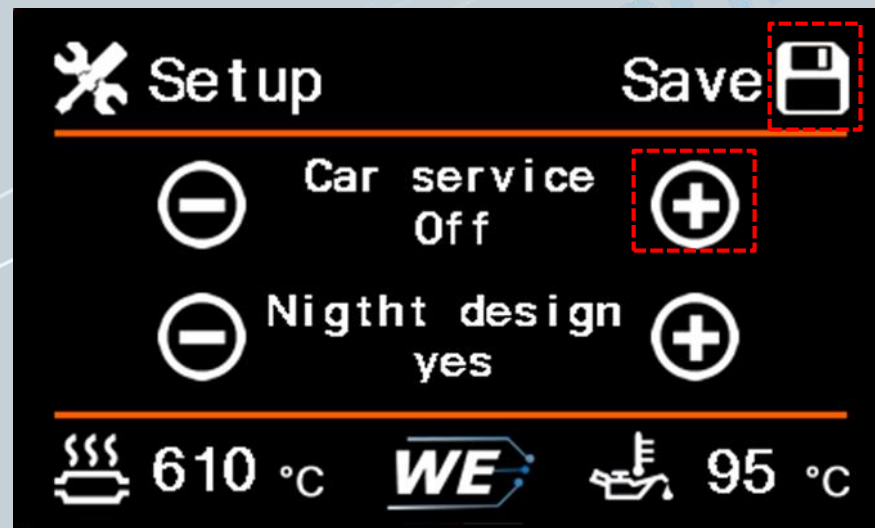 Setup Save
Car service
Off
Nigtht design
yes
610 °C WE 95 °C